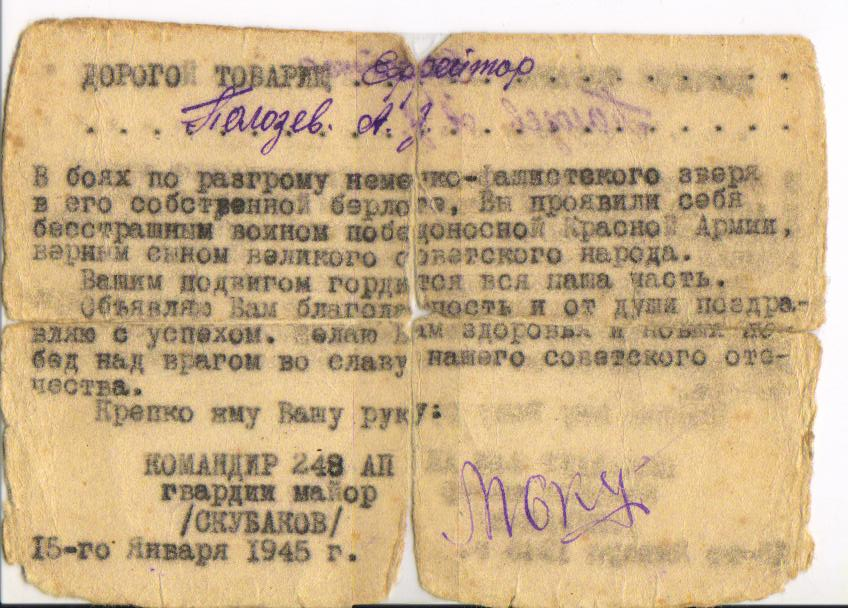 ДОРОГОЙ ТОВАРИЩ Ефрейтор
Полозев. А.
В боях по разгрому немецко-фашистского зверя
в его собственной берлоге, Вы проявили себя
бесстрашным воином победоносной Красной Армии,
верным сыном великого советского народа.
Вашим подвигом гордится вся наша часть.
Объявляю Вам благодарность и от души поздра-
вляю с успехом. Желаю Вам здоровья и новых по-
бед над врагом во славу нашего советского оте-
чества.
Крепко жму Вашу руку:
КОМАНДИР 248 АП
гвардии майор
/СКУБАКОВ/
15-го Января 1945 г.